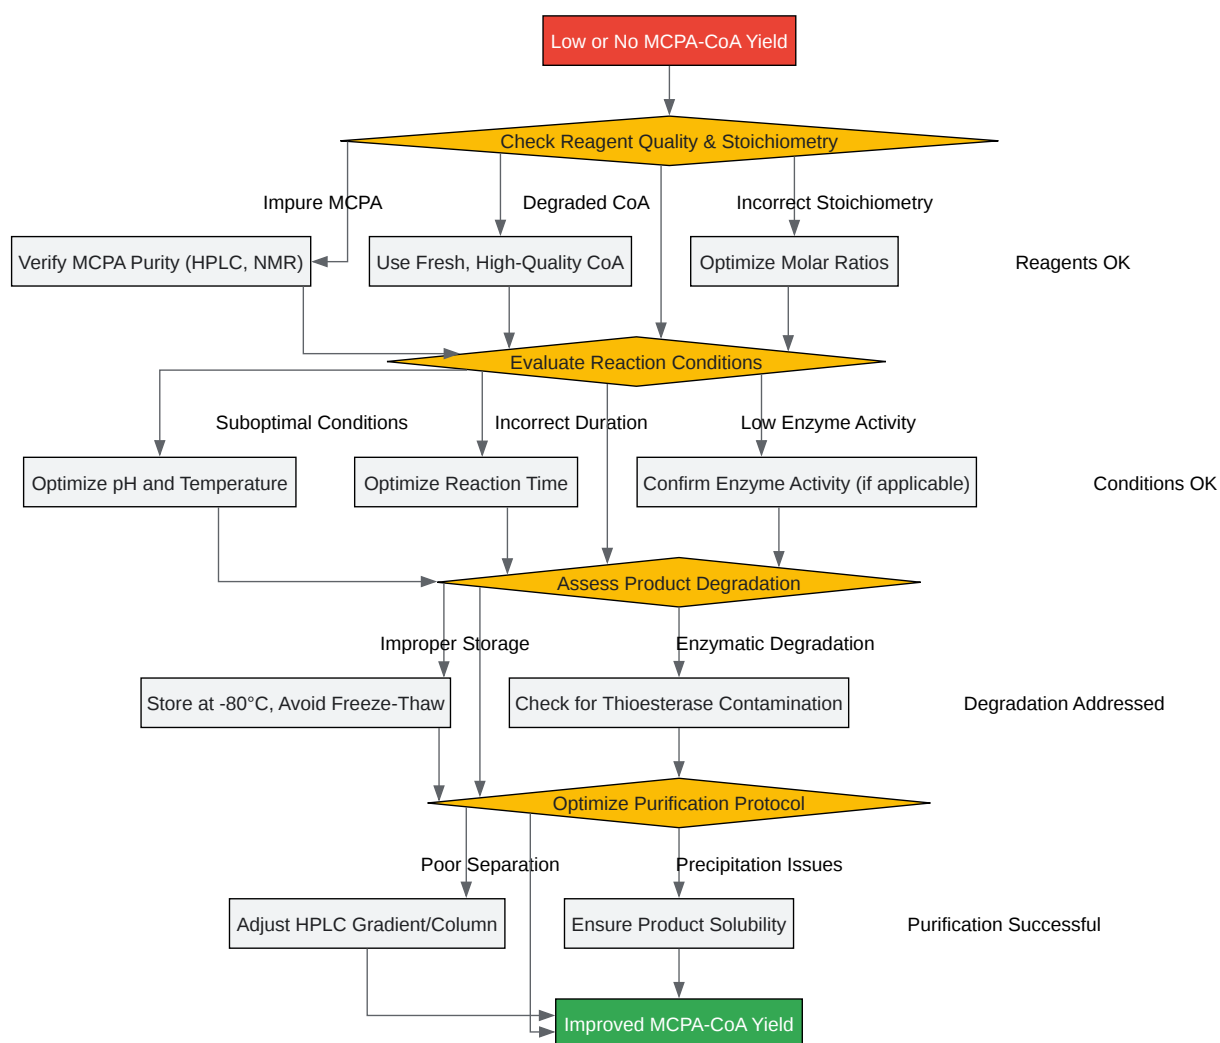 Low or No MCPA-CoA Yield
Check Reagent Quality & Stoichiometry
Impure MCPA
Degraded CoA
Incorrect Stoichiometry
Verify MCPA Purity (HPLC, NMR)
Use Fresh, High-Quality CoA
Optimize Molar Ratios
Reagents OK
Evaluate Reaction Conditions
Suboptimal Conditions
Incorrect Duration
Low Enzyme Activity
Optimize pH and Temperature
Optimize Reaction Time
Confirm Enzyme Activity (if applicable)
Conditions OK
Assess Product Degradation
Improper Storage
Enzymatic Degradation
Store at -80°C, Avoid Freeze-Thaw
Check for Thioesterase Contamination
Degradation Addressed
Optimize Purification Protocol
Poor Separation
Precipitation Issues
Adjust HPLC Gradient/Column
Ensure Product Solubility
Purification Successful
Improved MCPA-CoA Yield